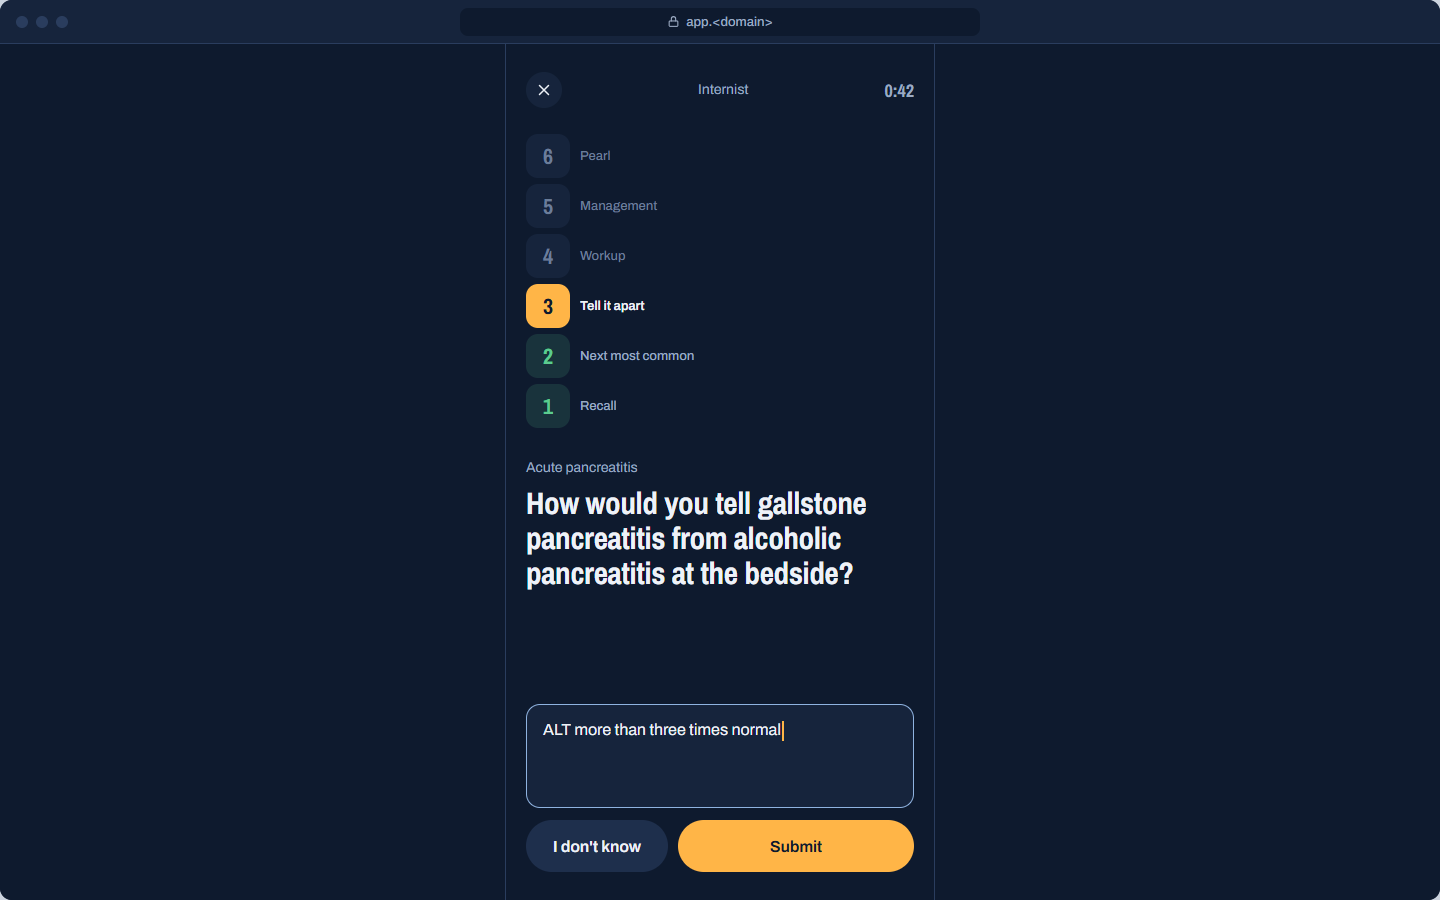 app.<domain>
Internist
0:42
6 Pearl
5 Management
4 Workup
3 Tell it apart
2 Next most common
1 Recall
Acute pancreatitis
How would you tell gallstone
pancreatitis from alcoholic
pancreatitis at the bedside?
ALT more than three times normal
I don't know
Submit